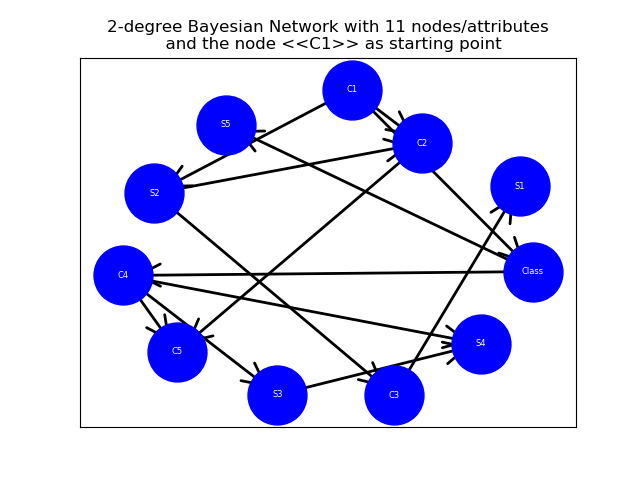 2-degree Bayesian Network with 11 nodes/attributes
and the node <<C1>> as starting point
C1
S5
C2
S1
S2
Class
C4
S4
C5
S3
C3